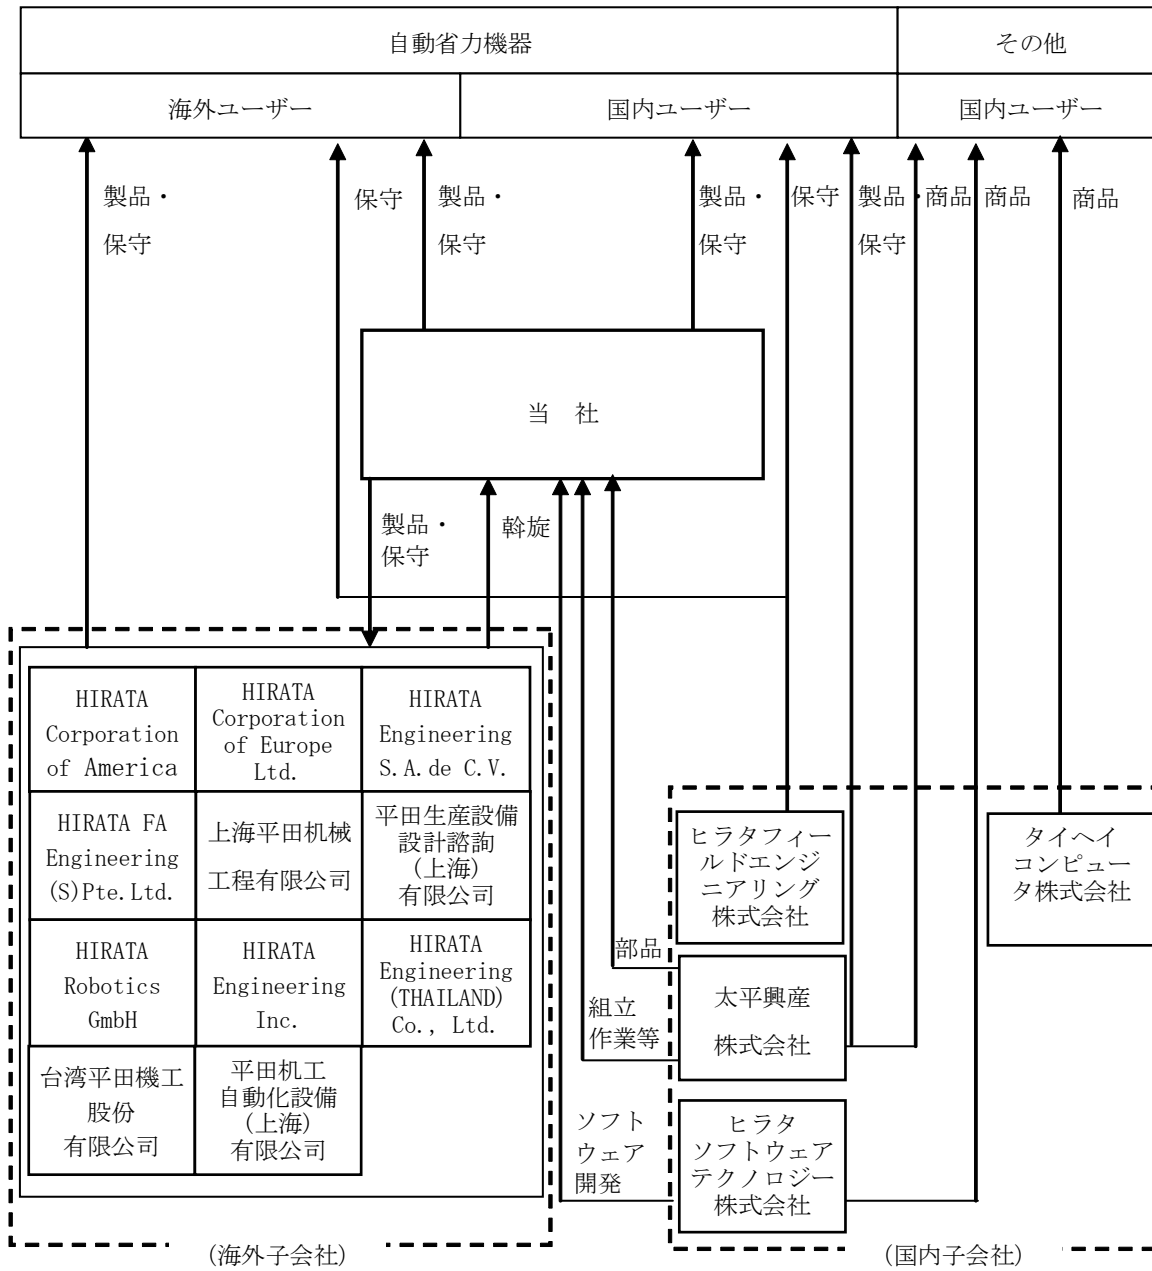 自動省力機器
その他
海外ユーザー
国内ユーザー
国内ユーザー
製品・
保守
保守
製品・
保守
製品・
保守
保守
製品・
保守
商品
商品
商品
当 社
製品・
保守
斡旋
HIRATA
Corporation
of America
HIRATA
Corporation
of Europe
Ltd.
HIRATA
Engineering
S.A.de C.V.
HIRATA FA
Engineering
(S)Pte.Ltd.
上海平田机械
工程有限公司
平田生産設備
設計諮詢
(上海)
有限公司
HIRATA
Robotics
GmbH
HIRATA
Engineering
Inc.
HIRATA
Engineering
(THAILAND)
Co., Ltd.
台湾平田機工
股份
有限公司
平田机工
自動化設備
(上海)
有限公司
(海外子会社)
ヒラタフィー
ルドエンジ
ニアリング
株式会社
タイヘイ
コンピュー
タ株式会社
部品
組立
作業等
太平興産
株式会社
ソフト
ウェア
開発
ヒラタ
ソフトウェア
テクノロジー
株式会社
(国内子会社)